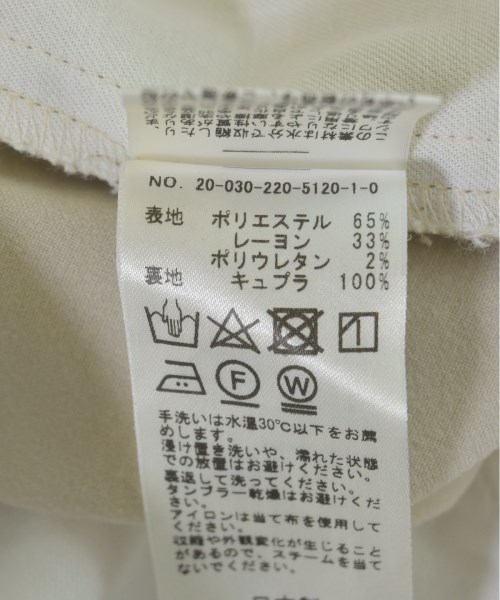 NO. 20-030-220-5120-1-0
表地 ポリエステル 65%
レーヨン 33%
ポリウレタン 2%
裏地 キュプラ 100%
F W
手洗いは水温30℃以下をお薦
めします。
浸け置き洗いや、濡れた状態
での放置はお避けください。
裏返して洗ってください。
タンブラー乾燥はお避けくだ
さい。
アイロンは当て布を使用して
ください。
収縮や外観変化が生じること
があるので、スチームを当て
ないでください。